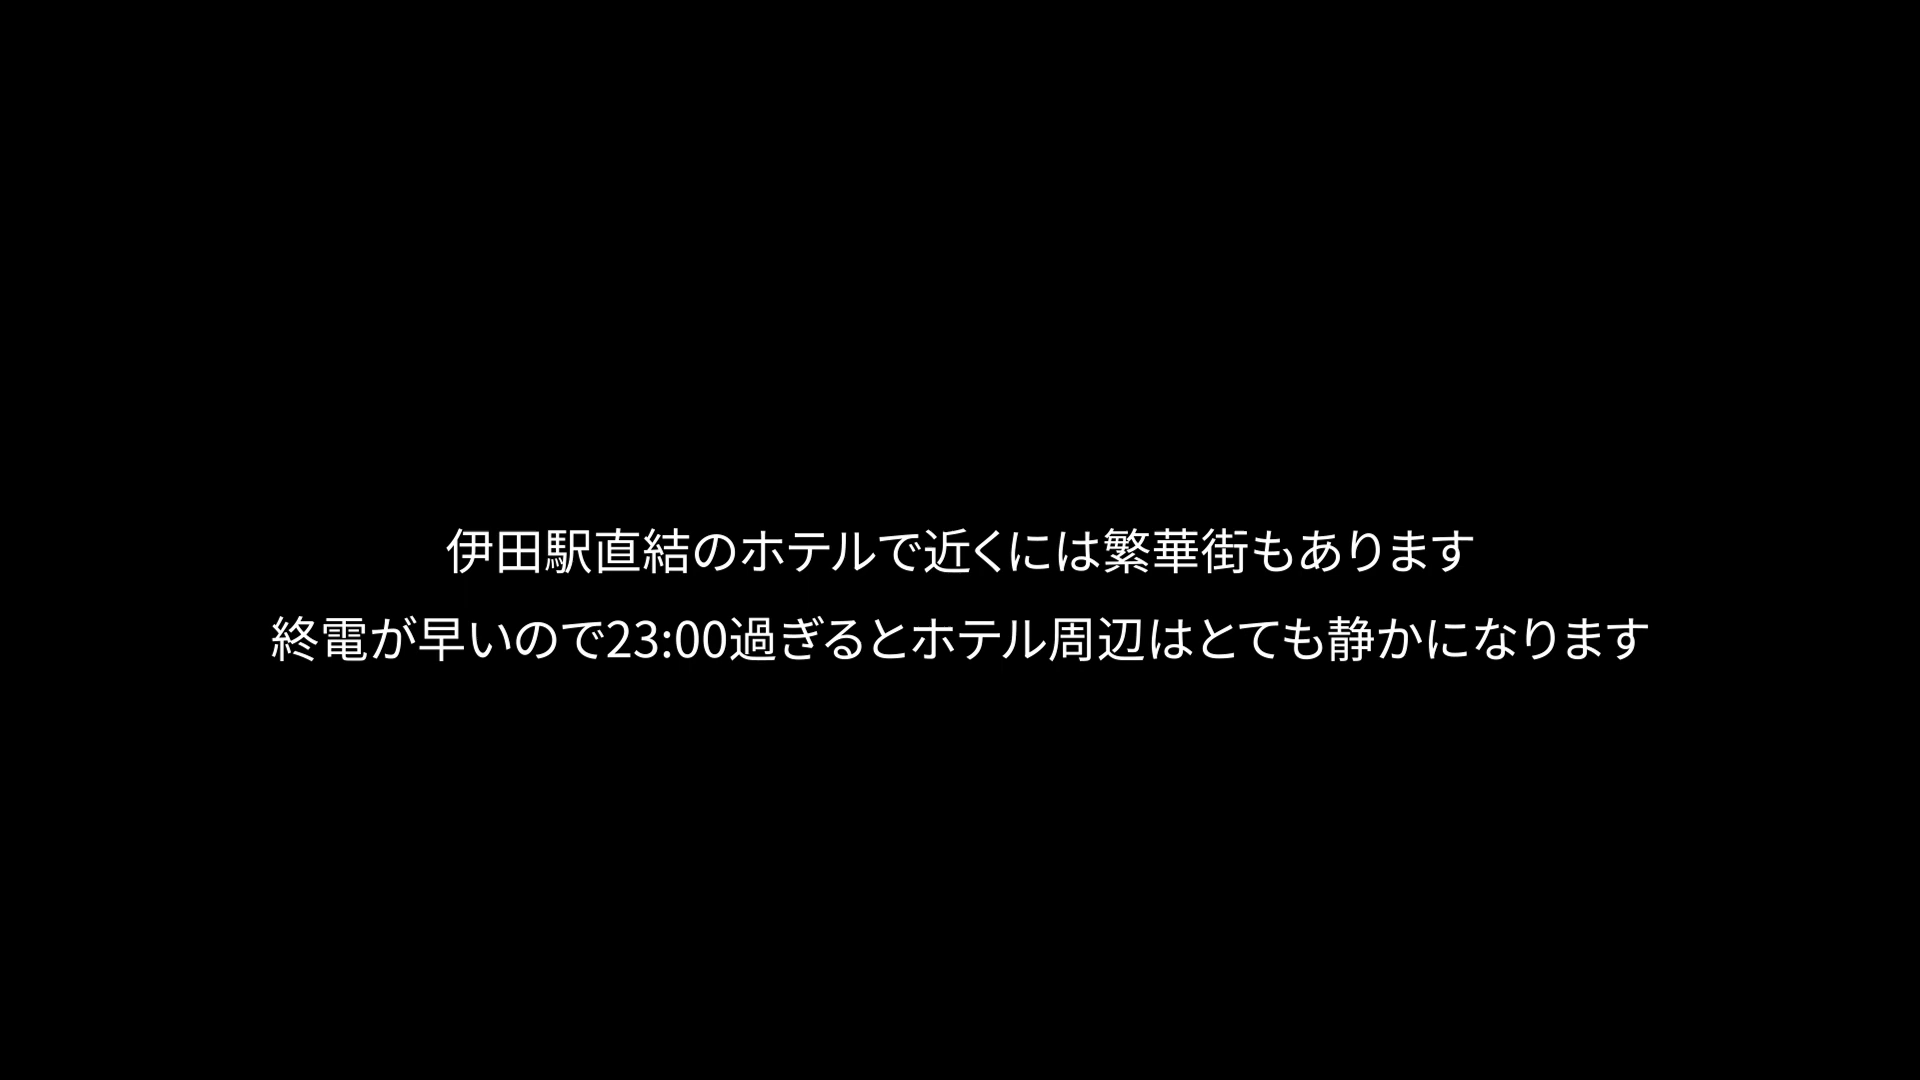 伊田駅直結のホテルで近くには繁華街もあります
終電が早いので23:00過ぎるとホテル周辺はとても静かになります